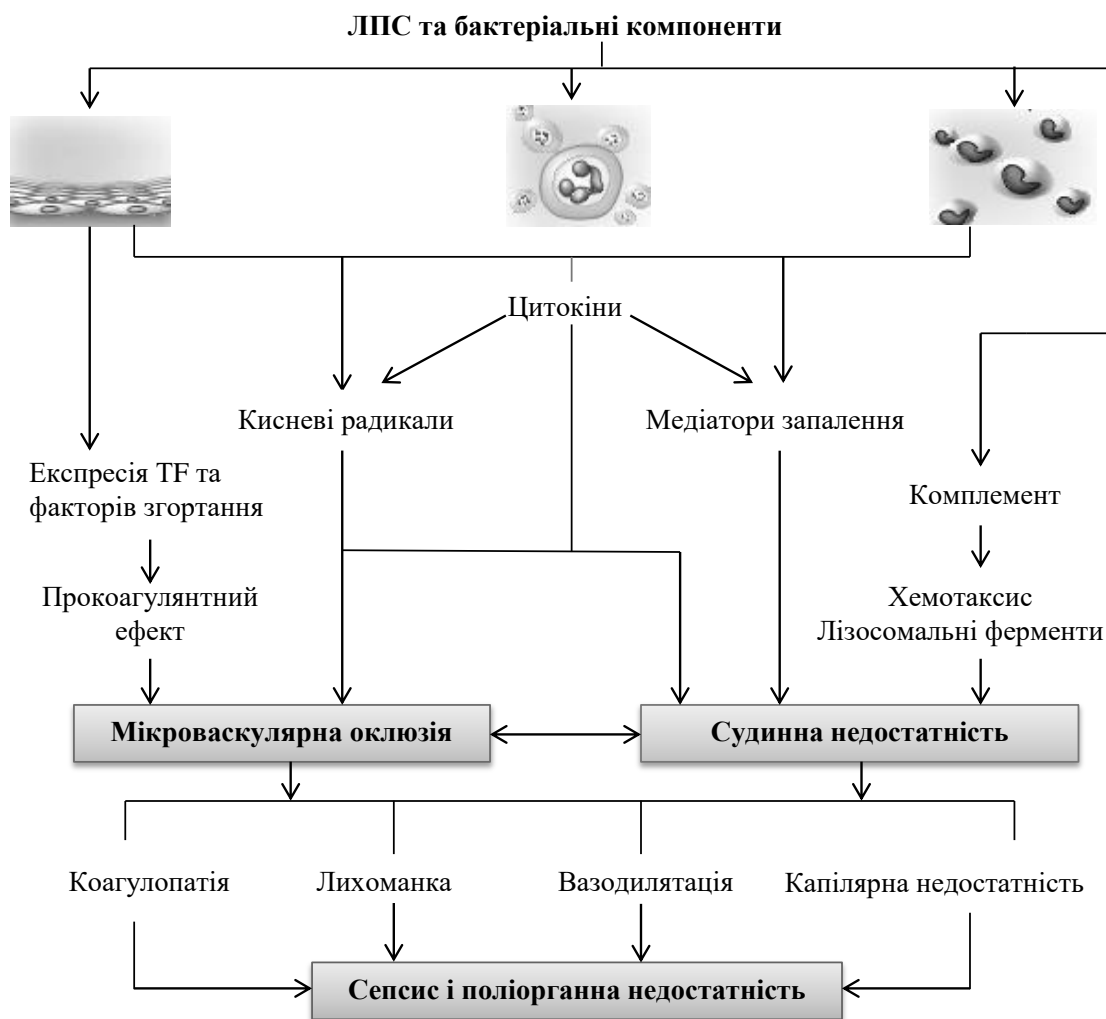 ЛПС та бактеріальні компоненти
Цитокіни
Кисневі радикали
Медіатори запалення
Експресія TF та
факторів згортання
Комплемент
Прокоагулянтний
ефект
Хемотаксис
Лізосомальні ферменти
Мікроваскулярна оклюзія
Судинна недостатність
Коагулопатія
Лихоманка
Вазодилятація
Капілярна недостатність
Сепсис і поліорганна недостатність